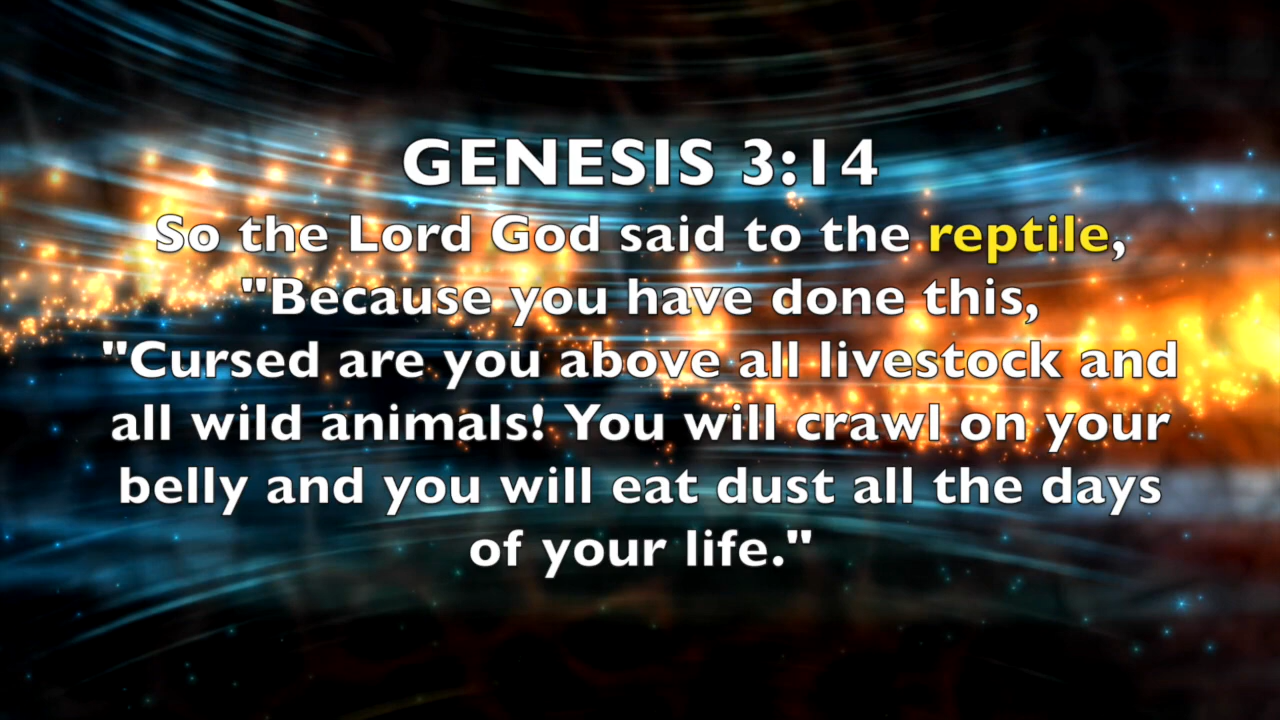 GENESIS 3:14
So the Lord God said to the reptile,
"Because you have done this,
"Cursed are you above all livestock and
all wild animals! You will crawl on your
belly and you will eat dust all the days
of your life."